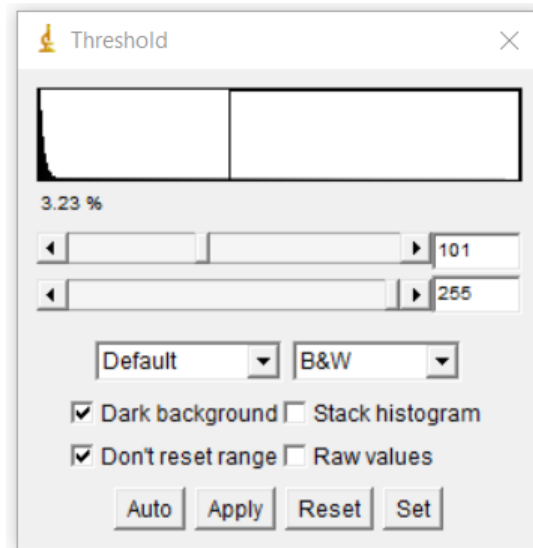 Threshold
3.23 %
101
255
Default B&W
Dark background Stack histogram
Don't reset range Raw values
Auto Apply Reset Set